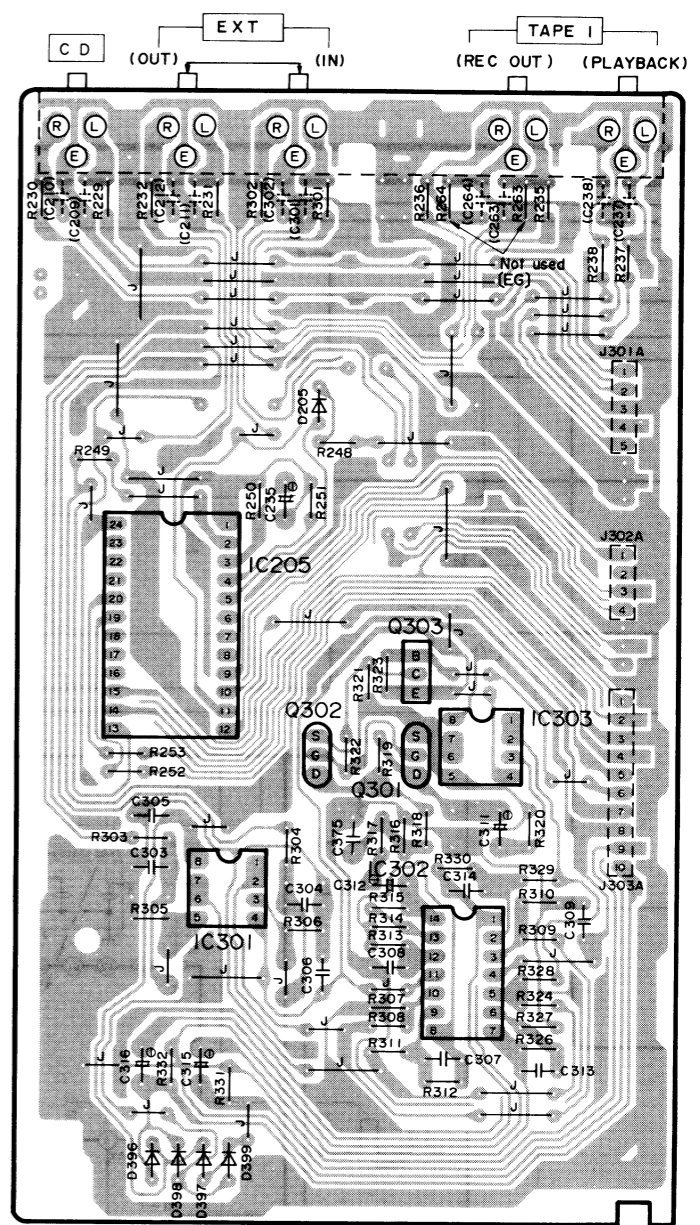 CD
EXT
TAPE 1
(OUT)
(IN)
(REC OUT)
(PLAYBACK)
R L R L R L R L R L
E E E E E
R230
(C210)
(C209)
R229
R232
(C212)
(C211)
R231
R302
(C302)
(C301)
R301
R236
R264
(C264)
(C263)
R263
R235
(C238)
(C237)
Not used
(EG)
R238
R237
J
J J
J J
J J
J J
J J
J
J301A
1
2
3
4
5
J
J
D205
J
J
J
R248
R249
J
J
J
R250
C235
R251
J
24 1
23 2
22 3
21 4
20 5
19 6
18 7
17 8
16 9
15 10
14 11
13 12
IC205
J302A
1
2
3
4
J
J
Q303
B
C
E
R321
R323
J
J
Q302
S
G
D
R322
R319
S
G
D
Q301
8 1
7 2
6 3
5 4
IC303
1
2
3
4
5
6
7
8
9
10
J303A
R253
R252
J
C305
R303
C303
J
R304
C375
R317
R316
R318
C311
R320
8 1
7 2
6 3
5 4
IC301
R305
C304
R306
C306
J
J
J
IC302
C312
R315
R314
R313
C308
J
R307
R308
R311
R330
C314
14 1
13 2
12 3
11 4
10 5
9 6
8 7
R329
R310
C309
R309
J
R328
R324
R327
R326
C307
R312
C313
J
J
J
J
J
C316
R332
C315
R331
J
J
D396
D398
D397
D399